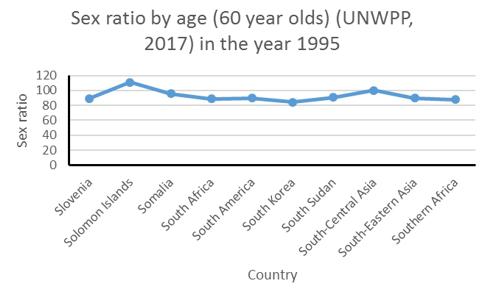 Sex ratio by age (60 year olds) (UNWPP,
2017) in the year 1995
120
100
80
60
40
20
0
Sex ratio
Slovenia
Solomon Islands
Somalia
South Africa
South America
South Korea
South Sudan
South-Central Asia
South-Eastern Asia
Southern Africa
Country